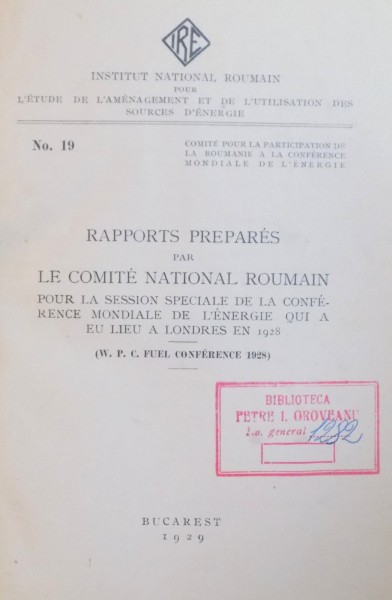 IRE
INSTITUT NATIONAL ROUMAIN
POUR
L'ÉTUDE DE L'AMÉNAGEMENT ET DE L'UTILISATION DES
SOURCES D'ÉNERGIE
No. 19
COMITÉ POUR LA PARTICIPATION DE
LA ROUMANIE A LA CONFÉRENCE
MONDIALE DE L'ÉNERGIE
RAPPORTS PREPARÉS
PAR
LE COMITÉ NATIONAL ROUMAIN
POUR LA SESSION SPECIALE DE LA CONFÉ-
RENCE MONDIALE DE L'ÉNERGIE QUI A
EU LIEU A LONDRES EN 1928
(W. P. C. FUEL CONFÉRENCE 1928)
BIBLIOTECA
PETRE I. OROVEANU
I.a. general 1282
BUCAREST
1929